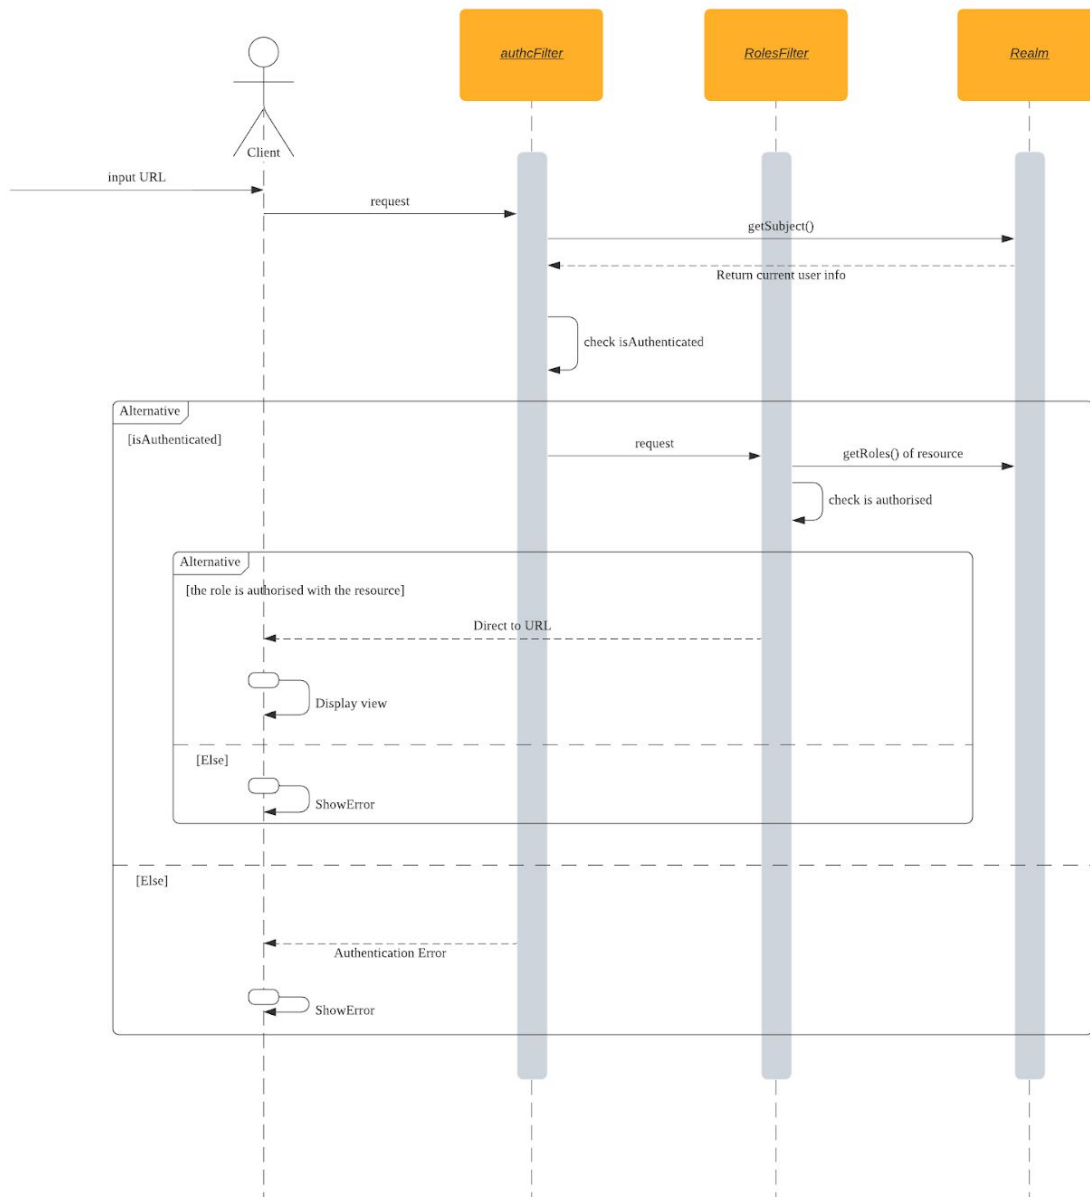 authcFilter
RolesFilter
Realm
Client
input URL
request
getSubject()
Return current user info
check isAuthenticated
Alternative
[isAuthenticated]
request
getRoles() of resource
check is authorised
Alternative
[the role is authorised with the resource]
Direct to URL
Display view
[Else]
ShowError
[Else]
Authentication Error
ShowError